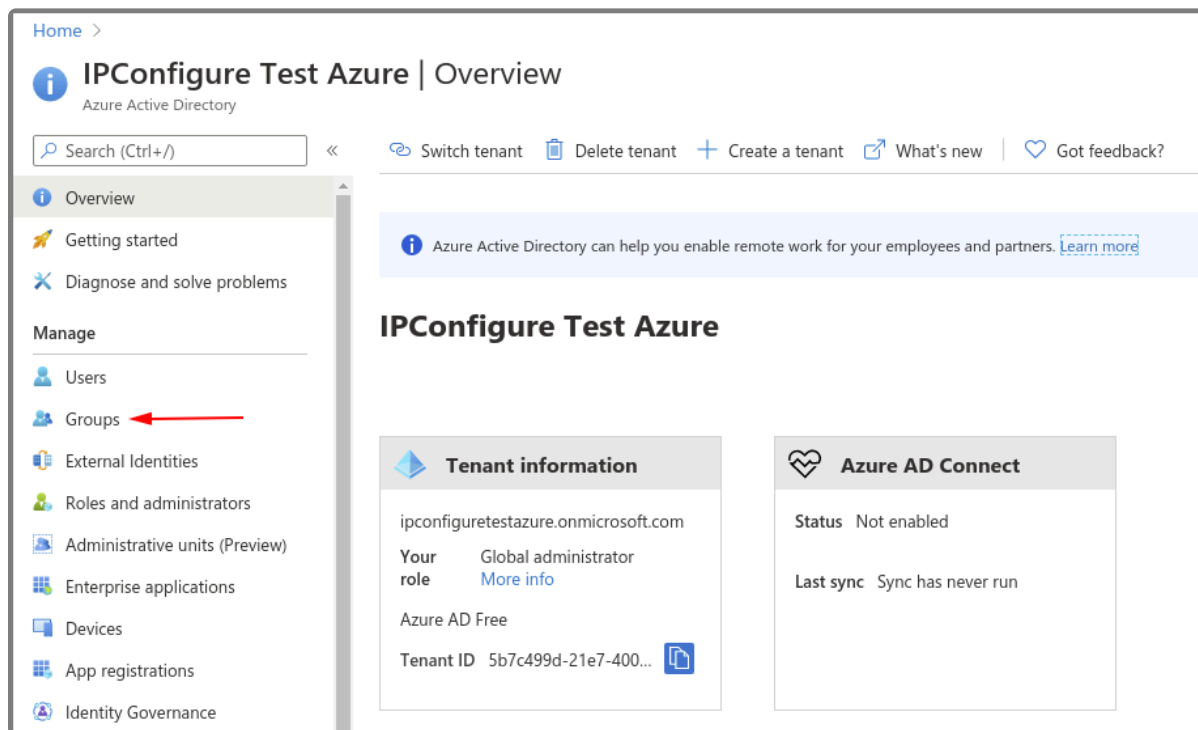 Home >
IPConfigure Test Azure | Overview
Azure Active Directory
Search (Ctrl+/)
«
Switch tenant
Delete tenant
Create a tenant
What's new
Got feedback?
Overview
Getting started
Diagnose and solve problems
Manage
Users
Groups
External Identities
Roles and administrators
Administrative units (Preview)
Enterprise applications
Devices
App registrations
Identity Governance
Azure Active Directory can help you enable remote work for your employees and partners. Learn more
IPConfigure Test Azure
Tenant information
ipconfiguretestazure.onmicrosoft.com
Your role Global administrator
More info
Azure AD Free
Tenant ID 5b7c499d-21e7-400...
Azure AD Connect
Status Not enabled
Last sync Sync has never run